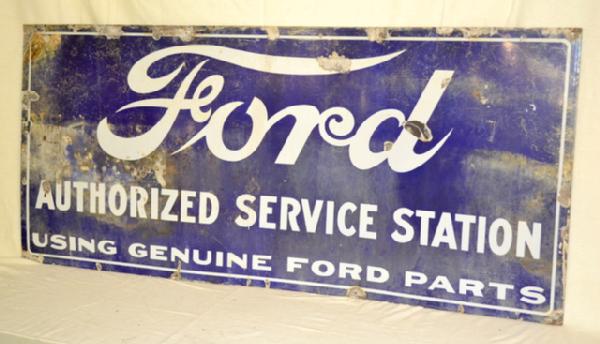 Ford
AUTHORIZED SERVICE STATION
USING GENUINE FORD PARTS